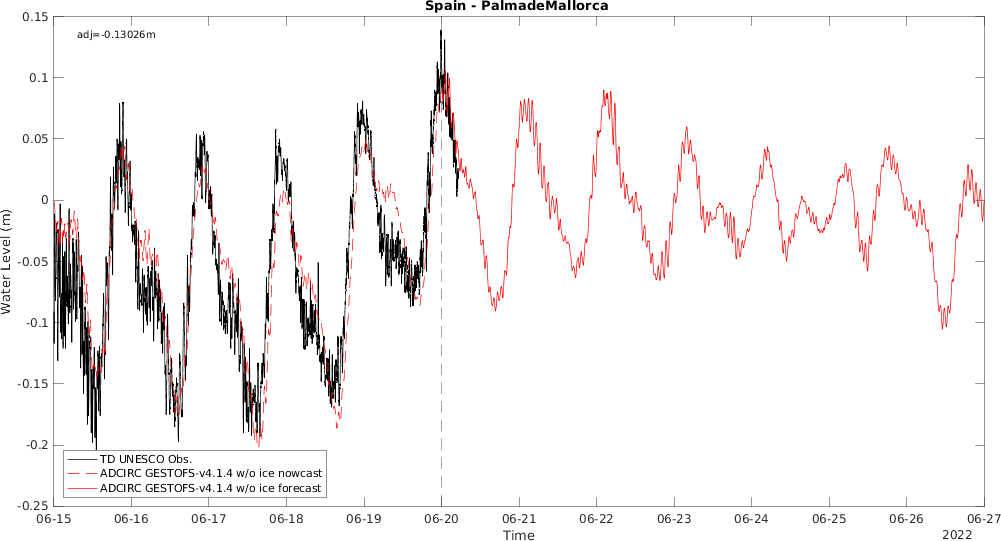 Spain - PalmadeMallorca
0.15
adj=-0.13026m
0.1
0.05
0
-0.05
-0.1
-0.15
-0.2
-0.25
Water Level (m)
TD UNESCO Obs.
ADCIRC GESTOFS-v4.1.4 w/o ice nowcast
ADCIRC GESTOFS-v4.1.4 w/o ice forecast
06-15 06-16 06-17 06-18 06-19 06-20 06-21 06-22 06-23 06-24 06-25 06-26 06-27
Time
2022